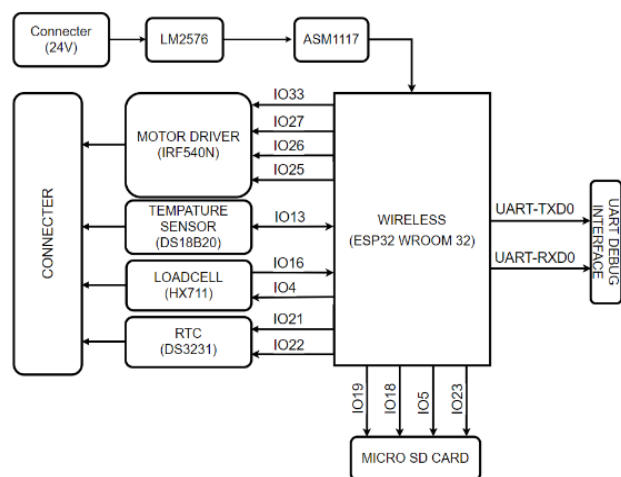 Connecter
(24V)
LM2576
ASM1117
CONNECTER
MOTOR DRIVER
(IRF540N)
IO33
IO27
IO26
IO25
TEMPATURE
SENSOR
(DS18B20)
IO13
LOADCELL
(HX711)
IO16
IO4
RTC
(DS3231)
IO21
IO22
WIRELESS
(ESP32 WROOM 32)
UART-TXD0
UART-RXD0
UART DEBUG
INTERFACE
IO19
IO18
IO5
IO23
MICRO SD CARD